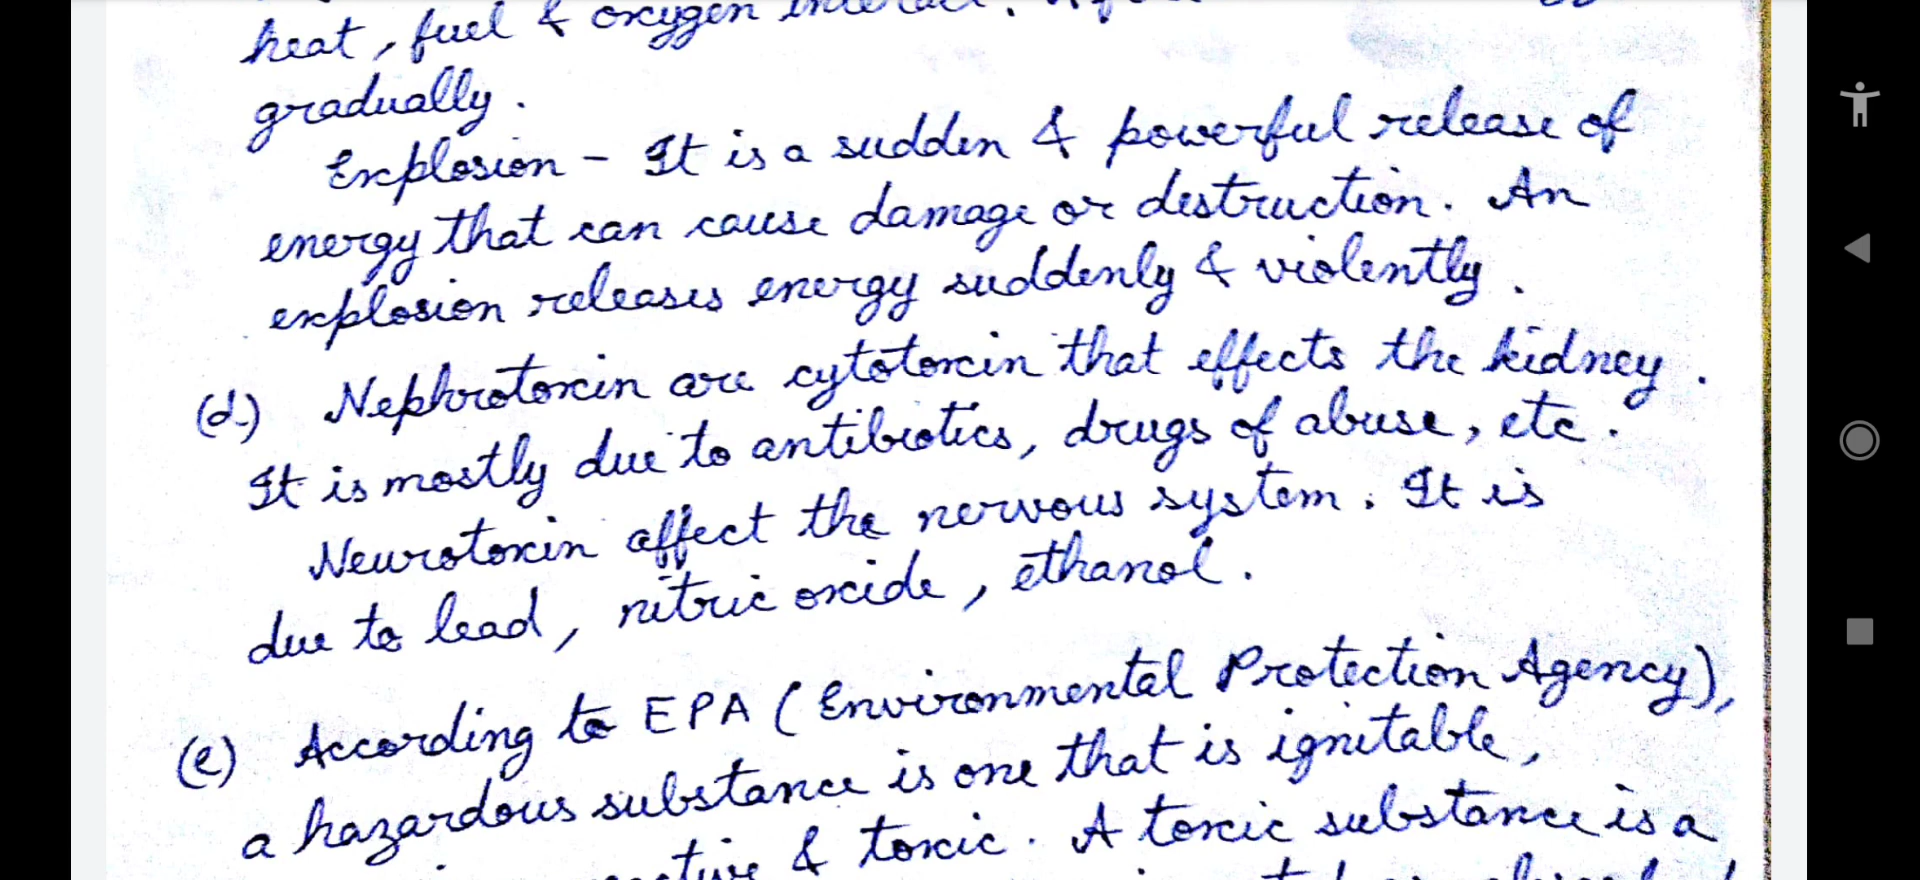 heat, fuel & oxygen interact.
gradually.
Explosion - It is a sudden & powerful release of
energy that can cause damage or destruction. An
explosion releases energy suddenly & violently.
(d.) Nephrotoxin are cytotoxin that effects the kidney.
It is mostly due to antibiotics, drugs of abuse, etc.
Neurotoxin affect the nervous system. It is
due to lead, nitric oxide, ethanol.
(e) According to EPA (Environmental Protection Agency),
a hazardous substance is one that is ignitable,
& toxic. A toxic substance is a